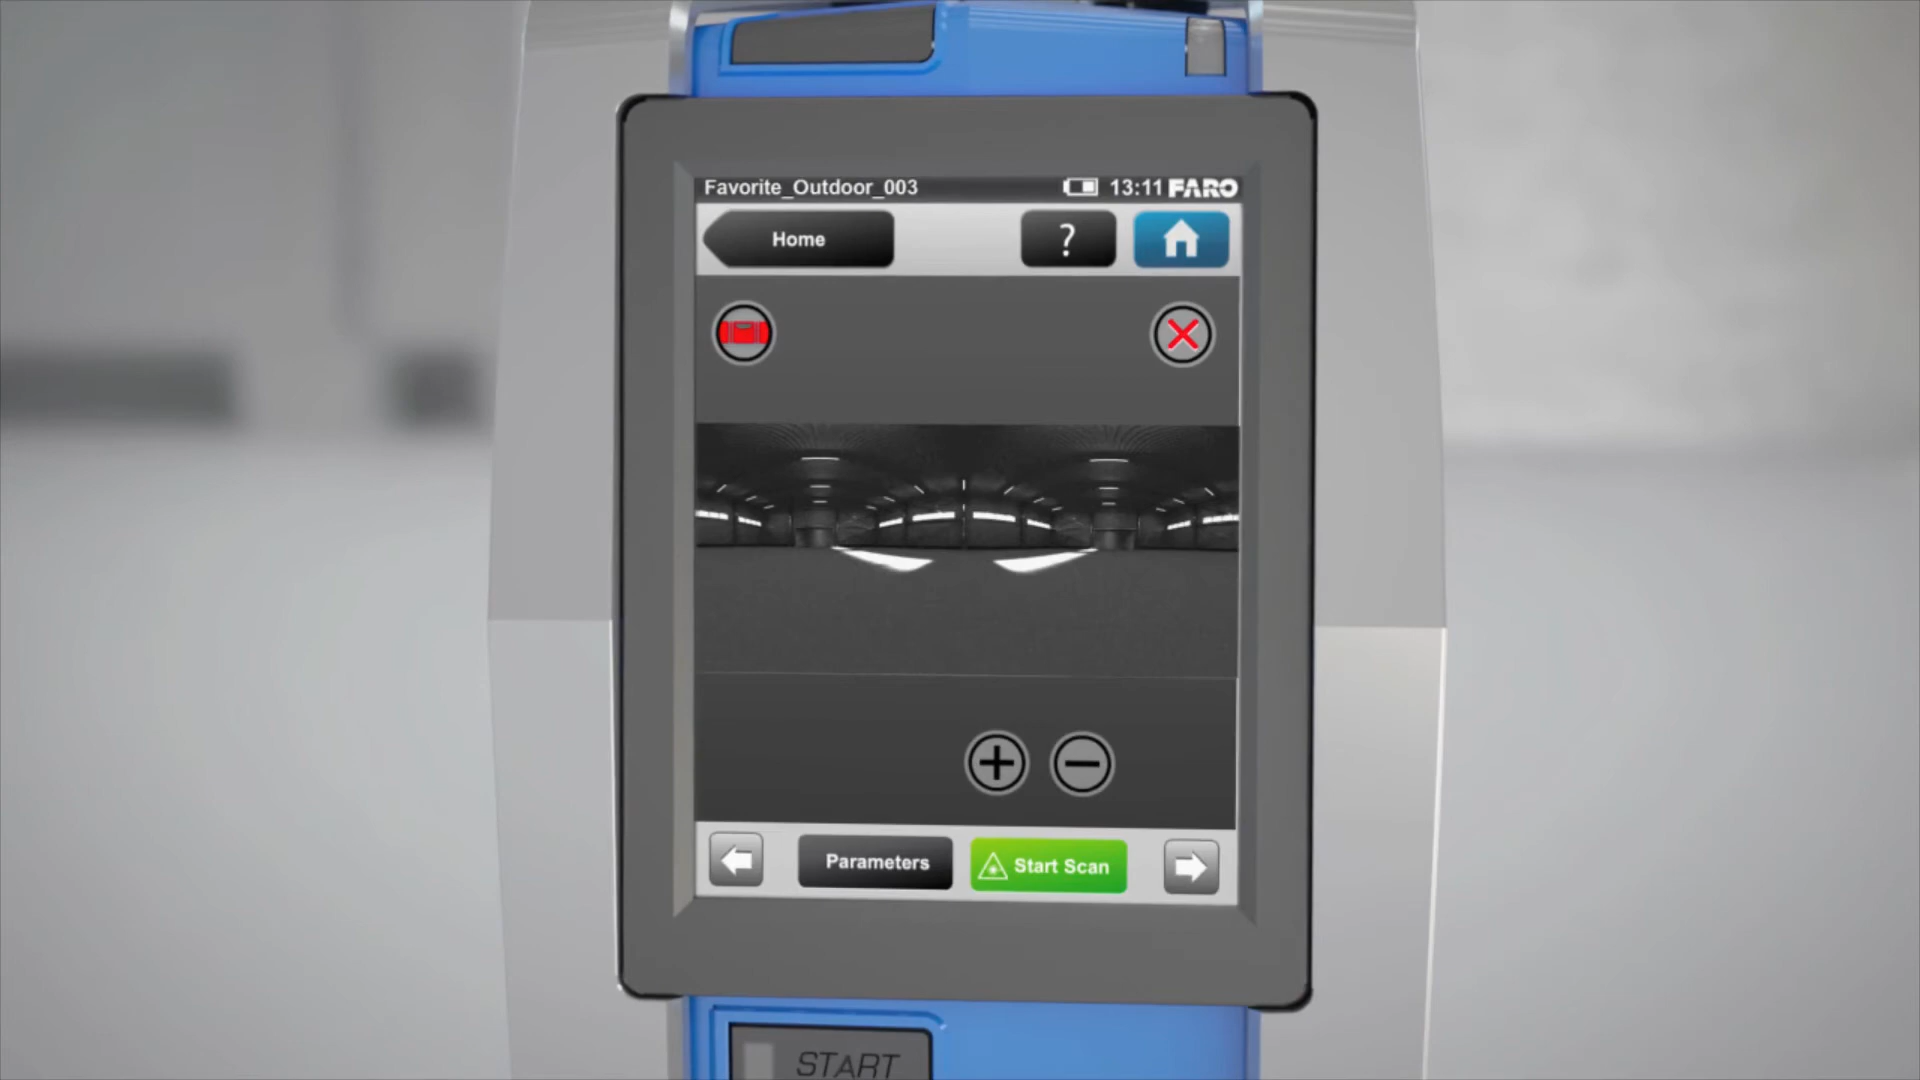 Favorite_Outdoor_003 13:11 FARO
Home ?
Parameters Start Scan
START